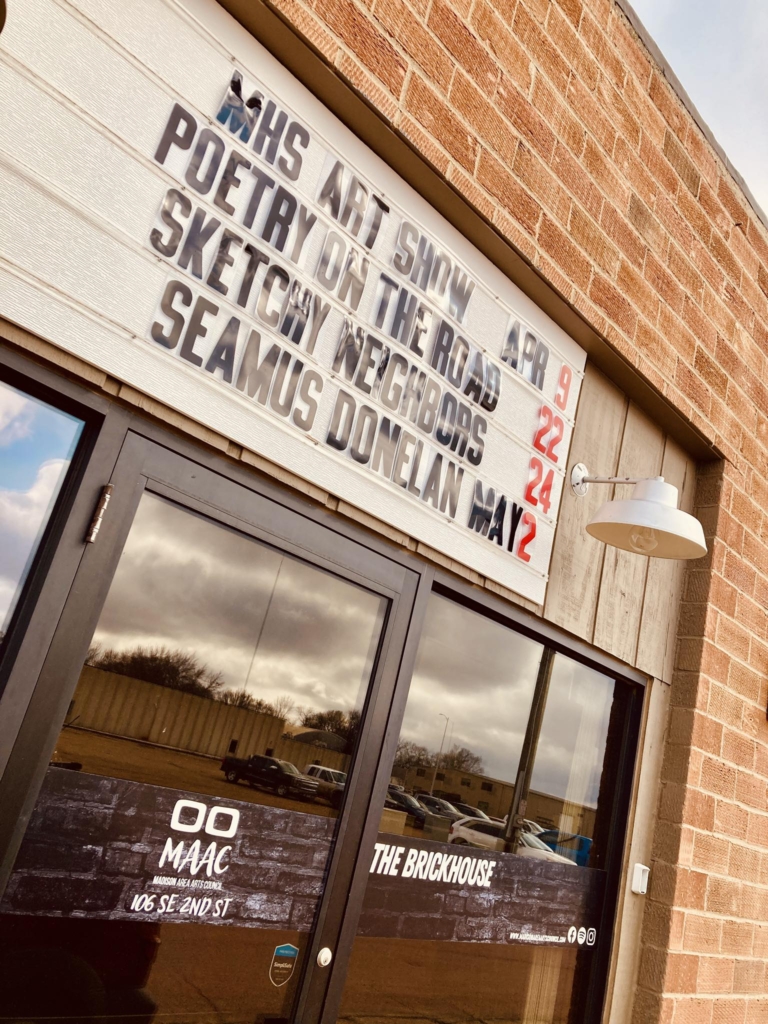 MHS ART SHOW APR 9
POETRY ON THE ROAD 22
SKETCHY NEIGHBORS 24
SEAMUS DONELAN MAY 2
MAAC
MADISON AREA ARTS COUNCIL
106 SE 2ND ST
THE BRICKHOUSE
SimpliSafe